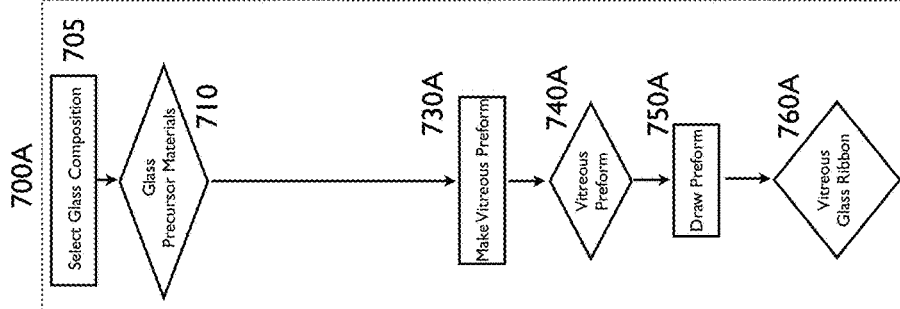 700A
Select Glass Composition
705
Glass
Precursor Materials
710
730A
Make Vitreous Preform
740A
Vitreous
Preform
750A
Draw Preform
760A
Vitreous
Glass Ribbon